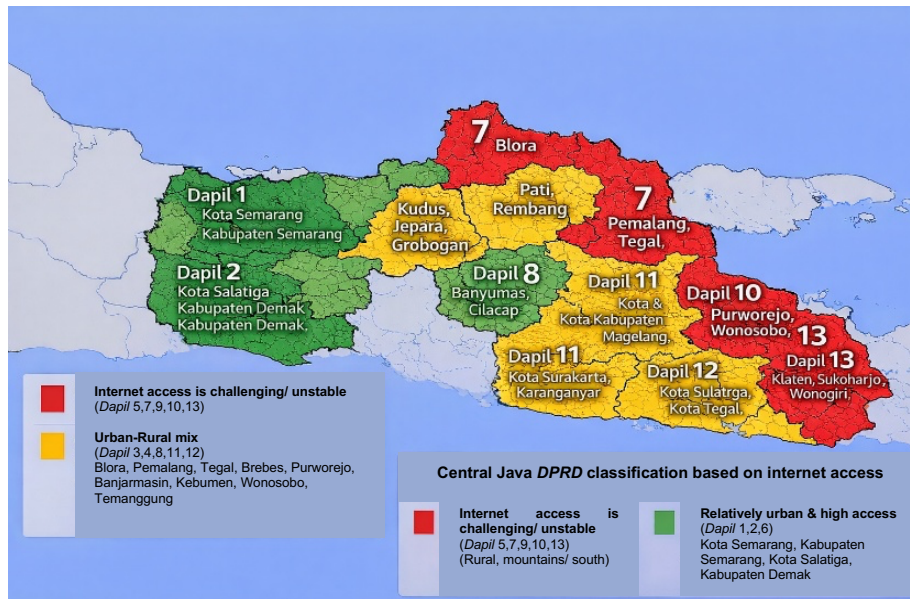 7 Blora
Dapil 1
Kota Semarang
Kabupaten Semarang
Pati,
Rembang
Kudus,
Jepara,
Grobogan
7
Pemalang,
Tegal,
Dapil 2
Kota Salatiga
Kabupaten Demak
Kabupaten Demak,
Dapil 8
Banyumas,
Cilacap
Dapil 11
Kota &
Kota Kabupaten
Magelang,
Dapil 10
Purworejo,
Wonosobo,
13
Dapil 13
Klaten, Sukoharjo,
Wonogiri,
Dapil 11
Kota Surakarta,
Karanganyar
Dapil 12
Kota Sulatrga,
Kota Tegal,
Internet access is challenging/ unstable
(Dapil 5,7,9,10,13)
Urban-Rural mix
(Dapil 3,4,8,11,12)
Blora, Pemalang, Tegal, Brebes, Purworejo,
Banjarmasin, Kebumen, Wonosobo,
Temanggung
Central Java DPRD classification based on internet access
Internet access is
challenging/ unstable
(Dapil 5,7,9,10,13)
(Rural, mountains/ south)
Relatively urban & high access
(Dapil 1,2,6)
Kota Semarang, Kabupaten
Semarang, Kota Salatiga,
Kabupaten Demak